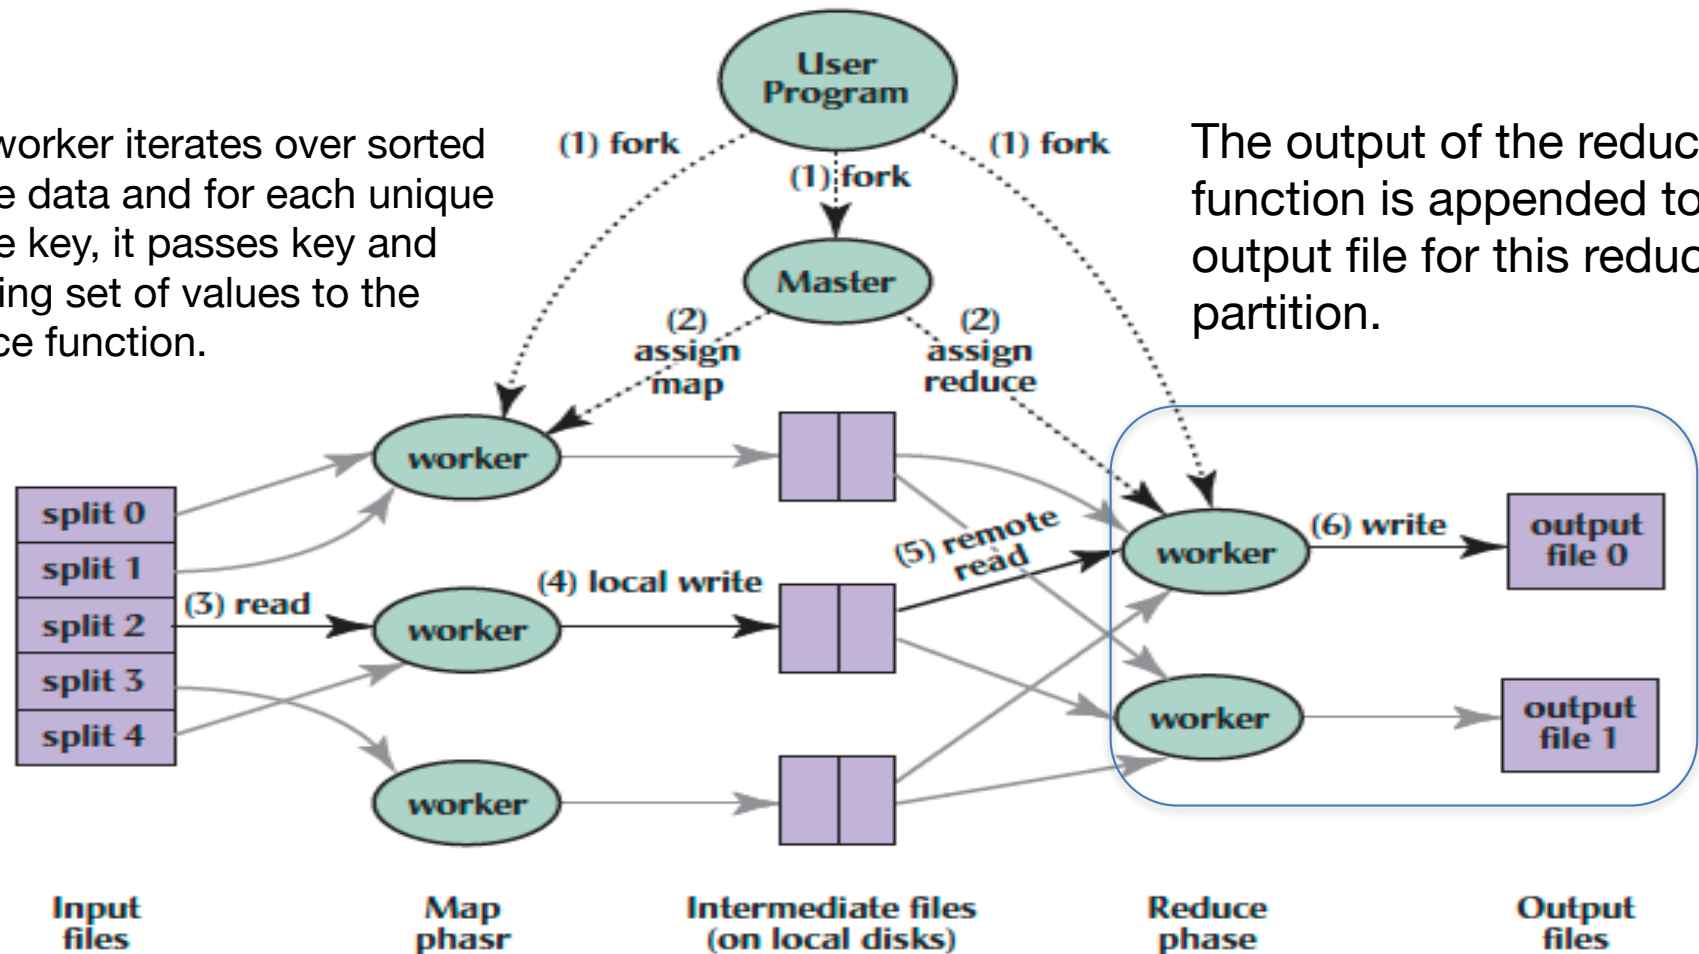 User
Program
worker iterates over sorted
e data and for each unique
e key, it passes key and
ing set of values to the
ce function.
(1) fork
(1) fork
(1) fork
The output of the reduc
function is appended to
output file for this reduc
partition.
Master
(2)
assign
map
(2)
assign
reduce
worker
split 0
split 1
split 2
split 3
split 4
(3) read
worker
(4) local write
(5) remote
read
worker
(6) write
output
file 0
worker
output
file 1
worker
Input
files
Map
phasr
Intermediate files
(on local disks)
Reduce
phase
Output
files